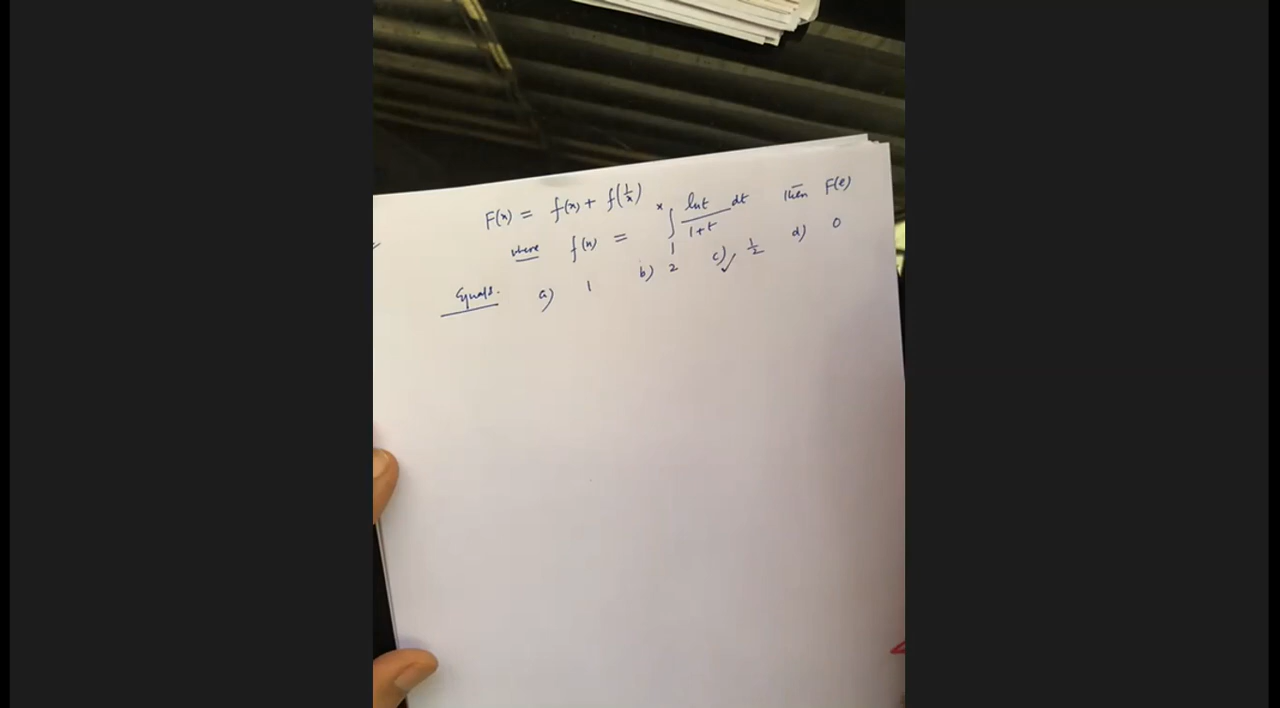 F(x) = f(x) + f(1/x)
where f(x) = ∫₁ˣ ln t / 1+t dt then F(e)
Equals. a) 1 b) 2 c) ✓ 1/2 d) 0